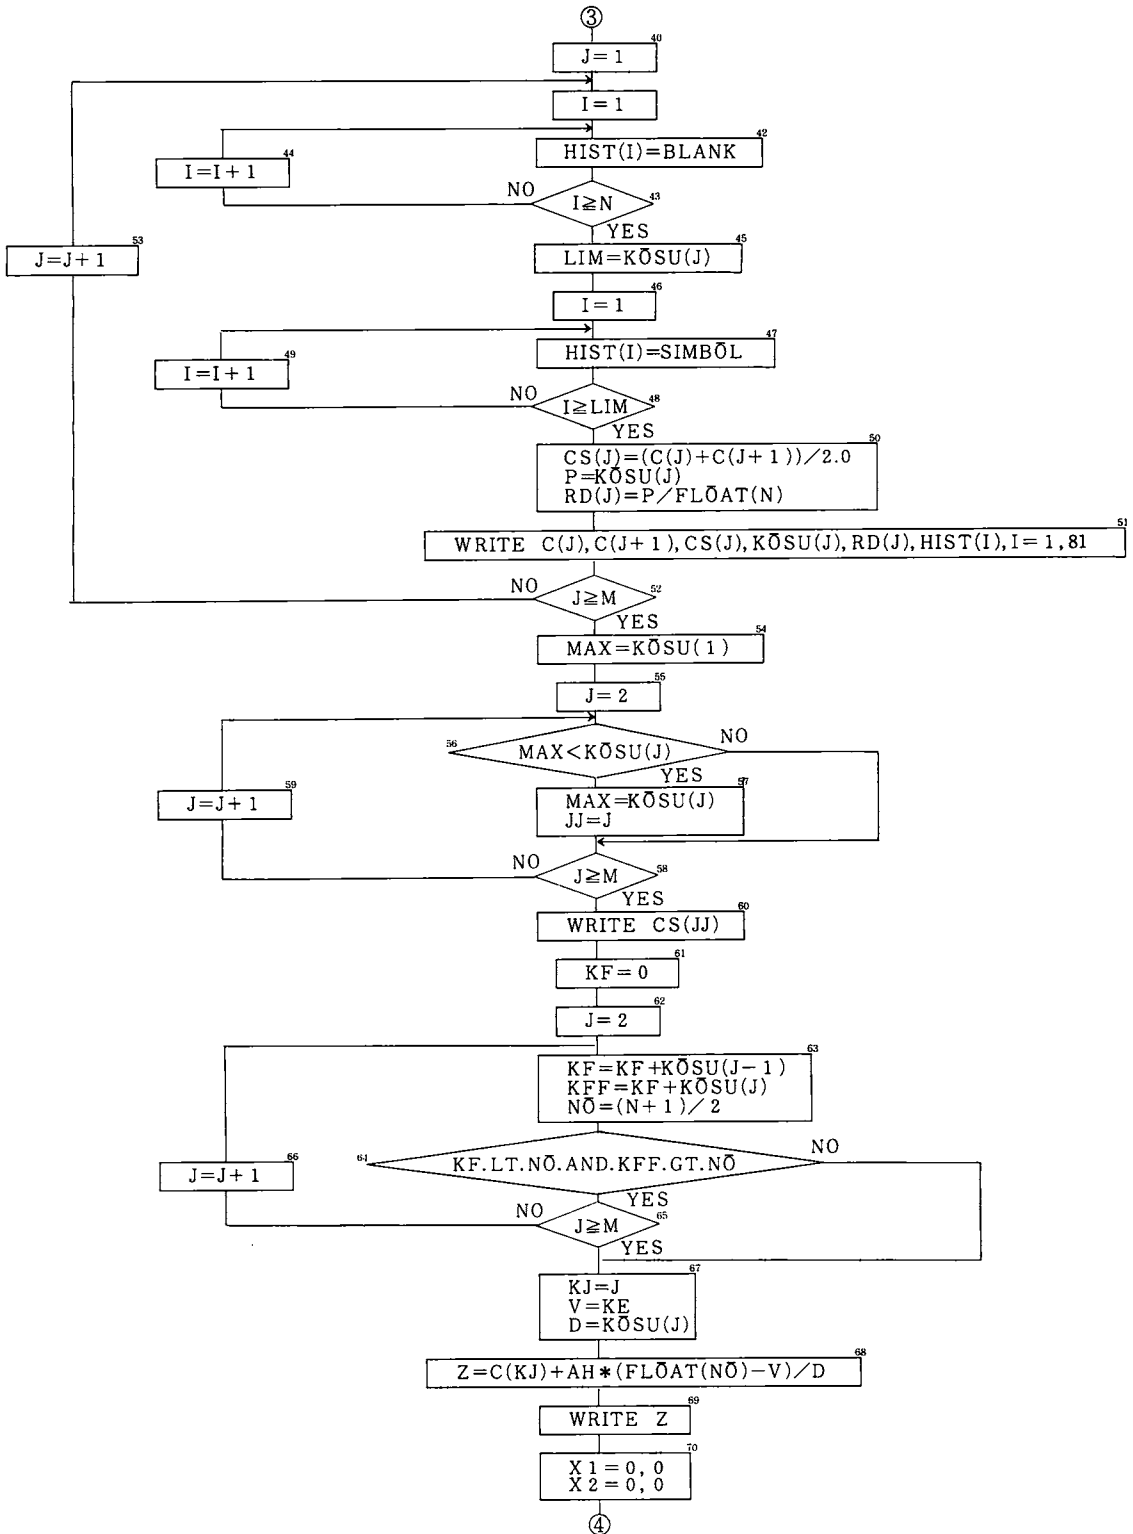 ③
40
J=1
I=1
42
HIST(I)=BLANK
44
I=I+1
NO
I≧N
43
YES
53
J=J+1
45
LIM=KŌSU(J)
46
I=1
47
HIST(I)=SIMBŌL
49
I=I+1
NO
I≧LIM
48
YES
50
CS(J)=(C(J)+C(J+1))/2.0
P=KŌSU(J)
RD(J)=P/FLŌAT(N)
51
WRITE C(J),C(J+1),CS(J),KŌSU(J),RD(J),HIST(I),I=1,81
NO
J≧M
52
YES
54
MAX=KŌSU(1)
55
J=2
56
MAX<KŌSU(J)
NO
YES
57
MAX=KŌSU(J)
JJ=J
59
J=J+1
NO
J≧M
58
YES
60
WRITE CS(JJ)
61
KF=0
62
J=2
63
KF=KF+KŌSU(J-1)
KFF=KF+KŌSU(J)
NŌ=(N+1)/2
64
KF.LT.NŌ.AND.KFF.GT.NŌ
NO
YES
66
J=J+1
NO
J≧M
65
YES
67
KJ=J
V=KE
D=KŌSU(J)
68
Z=C(KJ)+AH*(FLŌAT(NŌ)-V)/D
69
WRITE Z
70
X1=0,0
X2=0,0
④